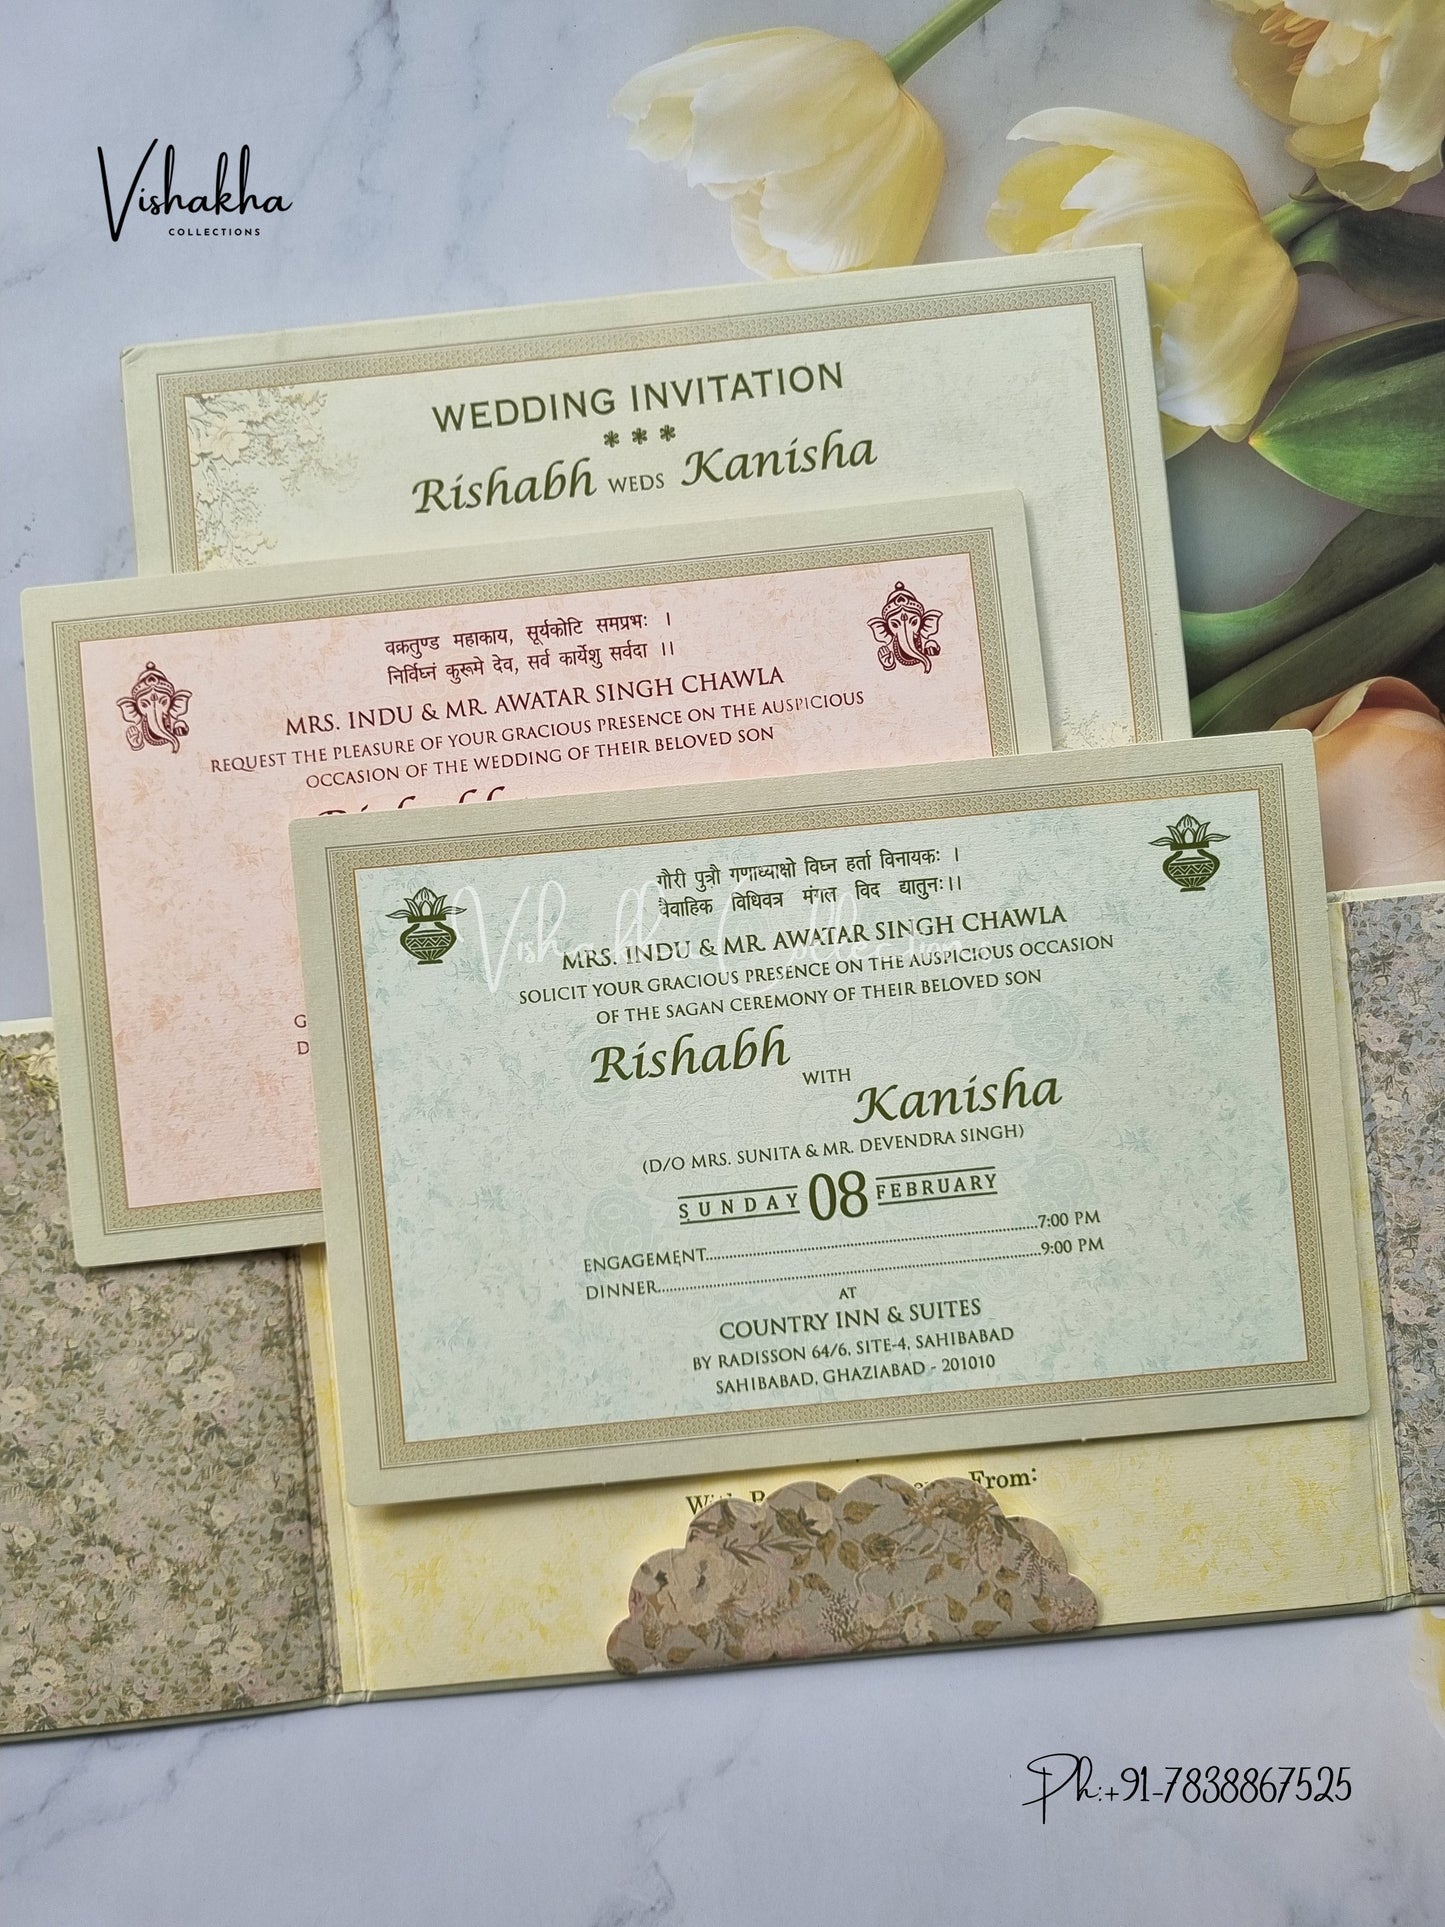 Vishakha
COLLECTIONS
WEDDING INVITATION
Rishabh WEDS Kanisha
वक्रतुण्ड महाकाय, सूर्यकोटि समप्रभः ।
निर्विघ्नं कुरूमे देव, सर्व कार्येशु सर्वदा ।।
MRS. INDU & MR. AWATAR SINGH CHAWLA
REQUEST THE PLEASURE OF YOUR GRACIOUS PRESENCE ON THE AUSPICIOUS
OCCASION OF THE WEDDING OF THEIR BELOVED SON
गौरी पुत्रौ गणाध्याक्षो विघ्न हर्ता विनायकः ।
वैवाहिक विधिवत्र मंगल विद द्यातुनः।।
Vishakha Collections
MRS. INDU & MR. AWATAR SINGH CHAWLA
SOLICIT YOUR GRACIOUS PRESENCE ON THE AUSPICIOUS OCCASION
OF THE SAGAN CEREMONY OF THEIR BELOVED SON
Rishabh
WITH
Kanisha
(D/O MRS. SUNITA & MR. DEVENDRA SINGH)
SUNDAY 08 FEBRUARY
ENGAGEMENT..........7:00 PM
DINNER..........9:00 PM
AT
COUNTRY INN & SUITES
BY RADISSON 64/6, SITE-4, SAHIBABAD
SAHIBABAD, GHAZIABAD - 201010
From:
Ph:+91-7838867525